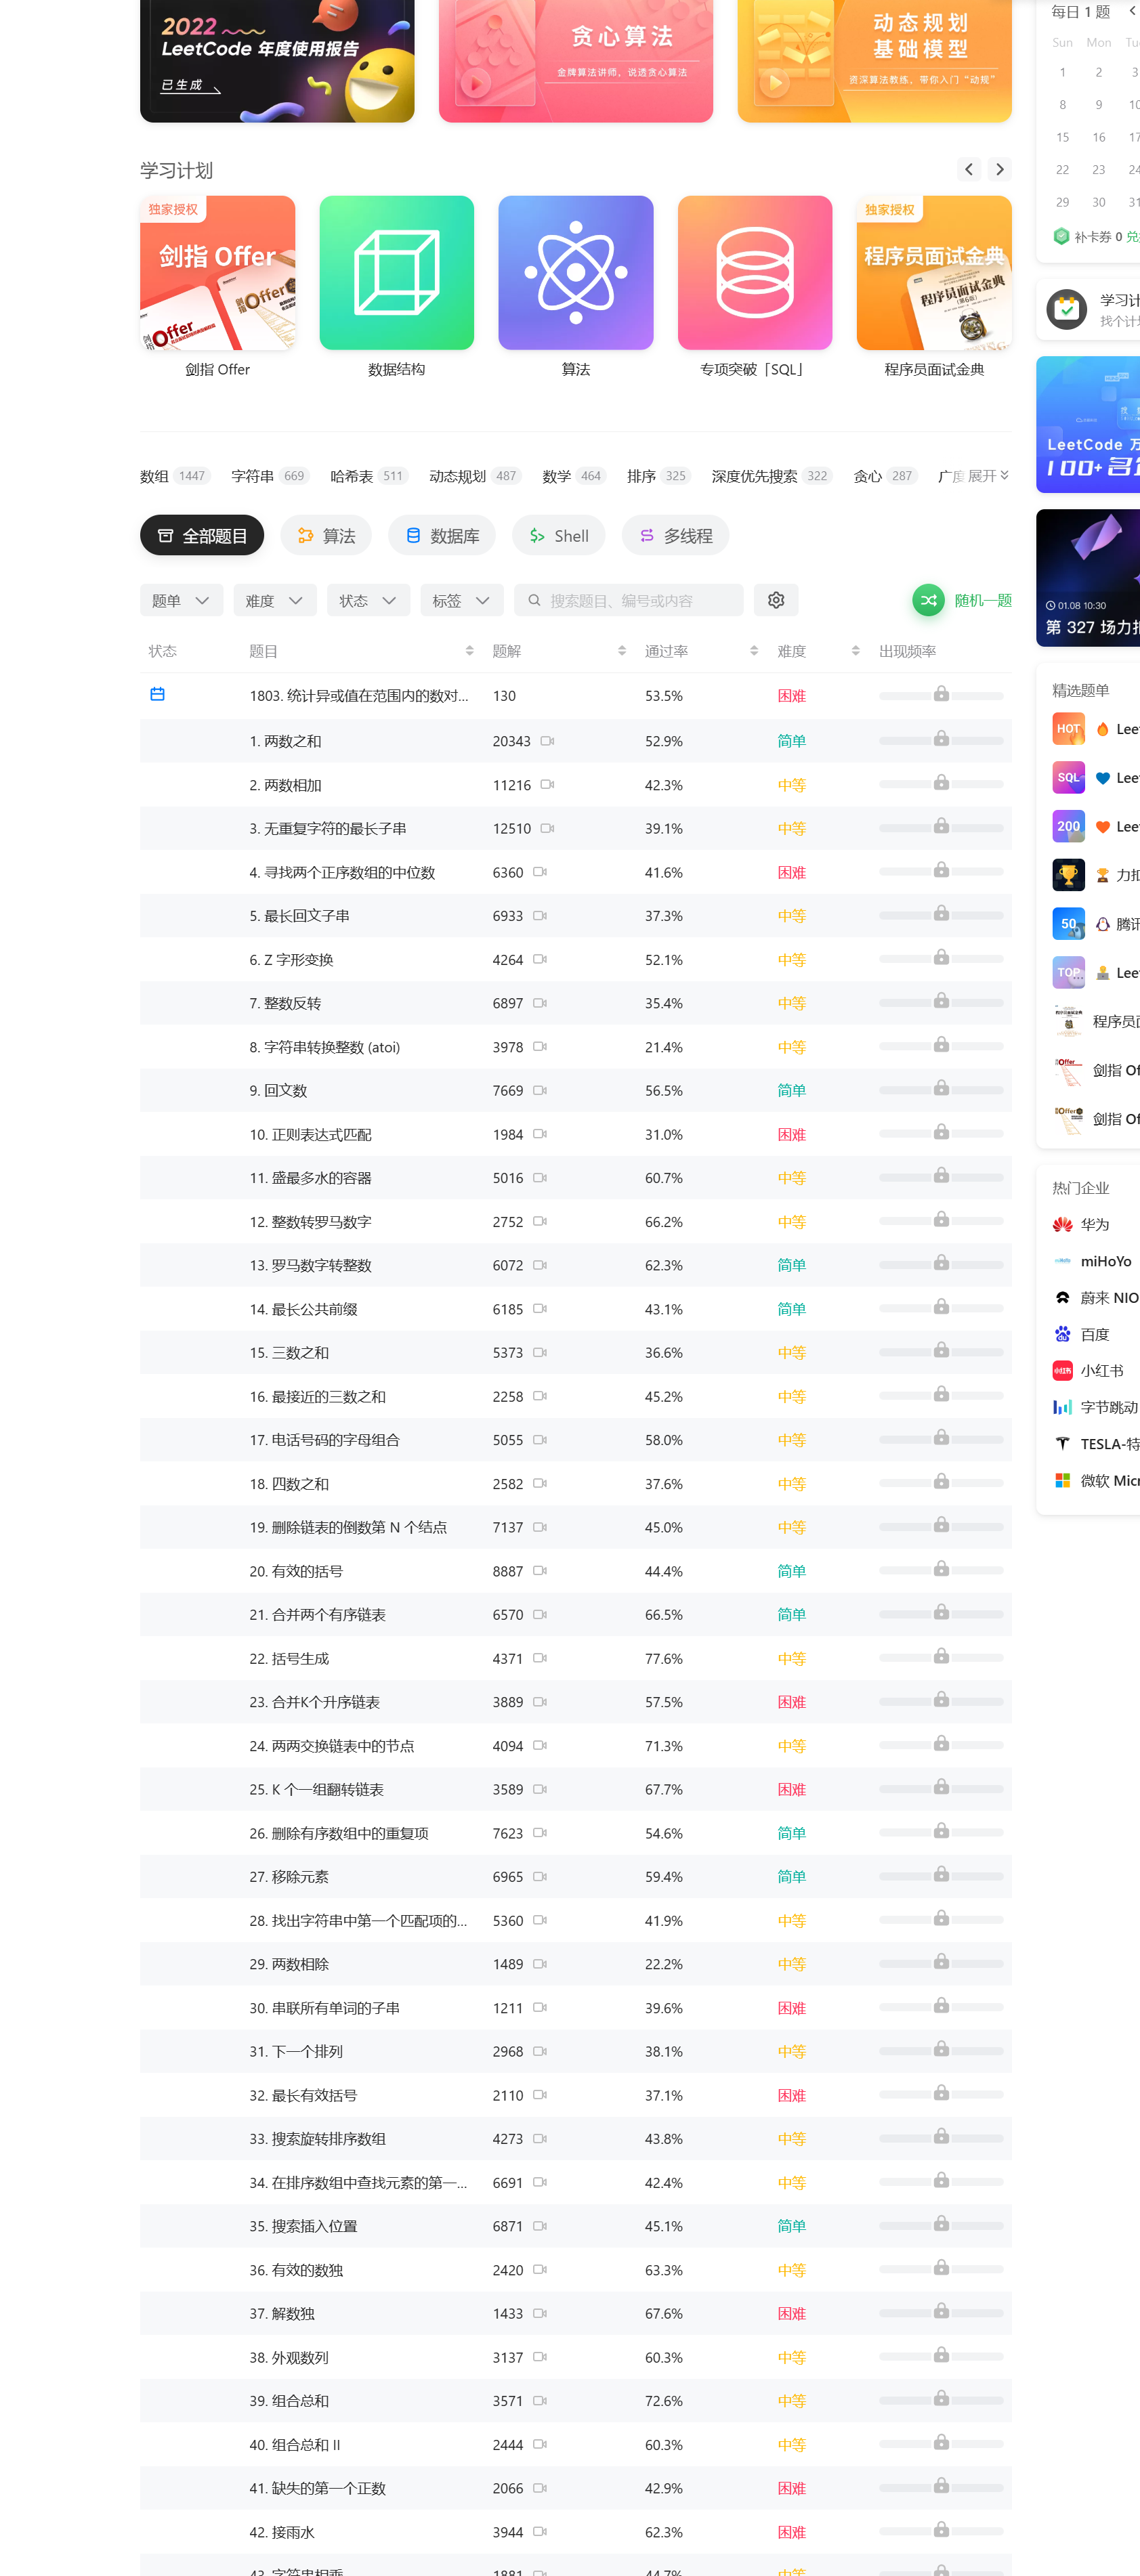 2022
LeetCode 年度使用报告
已生成
贪心算法
金牌算法讲师，说透贪心算法
动态规划
基础模型
资深算法教练，带你入门“动规”
每日 1 题
Sun Mon Tu
1 2 3
8 9 10
15 16 17
22 23 24
29 30 31
补卡券 0
学习计划
独家授权
剑指 Offer
独家授权
程序员面试金典
剑指 Offer 数据结构 算法 专项突破「SQL」 程序员面试金典
数组 1447 字符串 669 哈希表 511 动态规划 487 数学 464 排序 325 深度优先搜索 322 贪心 287 广度 展开
全部题目 算法 数据库 Shell 多线程
题单 难度 状态 标签 搜索题目、编号或内容 随机一题
状态 题目 题解 通过率 难度 出现频率
1803. 统计异或值在范围内的数对... 130 53.5% 困难
1. 两数之和 20343 52.9% 简单
2. 两数相加 11216 42.3% 中等
3. 无重复字符的最长子串 12510 39.1% 中等
4. 寻找两个正序数组的中位数 6360 41.6% 困难
5. 最长回文子串 6933 37.3% 中等
6. Z 字形变换 4264 52.1% 中等
7. 整数反转 6897 35.4% 中等
8. 字符串转换整数 (atoi) 3978 21.4% 中等
9. 回文数 7669 56.5% 简单
10. 正则表达式匹配 1984 31.0% 困难
11. 盛最多水的容器 5016 60.7% 中等
12. 整数转罗马数字 2752 66.2% 中等
13. 罗马数字转整数 6072 62.3% 简单
14. 最长公共前缀 6185 43.1% 简单
15. 三数之和 5373 36.6% 中等
16. 最接近的三数之和 2258 45.2% 中等
17. 电话号码的字母组合 5055 58.0% 中等
18. 四数之和 2582 37.6% 中等
19. 删除链表的倒数第 N 个结点 7137 45.0% 中等
20. 有效的括号 8887 44.4% 简单
21. 合并两个有序链表 6570 66.5% 简单
22. 括号生成 4371 77.6% 中等
23. 合并K个升序链表 3889 57.5% 困难
24. 两两交换链表中的节点 4094 71.3% 中等
25. K 个一组翻转链表 3589 67.7% 困难
26. 删除有序数组中的重复项 7623 54.6% 简单
27. 移除元素 6965 59.4% 简单
28. 找出字符串中第一个匹配项的... 5360 41.9% 中等
29. 两数相除 1489 22.2% 中等
30. 串联所有单词的子串 1211 39.6% 困难
31. 下一个排列 2968 38.1% 中等
32. 最长有效括号 2110 37.1% 困难
33. 搜索旋转排序数组 4273 43.8% 中等
34. 在排序数组中查找元素的第一... 6691 42.4% 中等
35. 搜索插入位置 6871 45.1% 简单
36. 有效的数独 2420 63.3% 中等
37. 解数独 1433 67.6% 困难
38. 外观数列 3137 60.3% 中等
39. 组合总和 3571 72.6% 中等
40. 组合总和 II 2444 60.3% 中等
41. 缺失的第一个正数 2066 42.9% 困难
42. 接雨水 3944 62.3% 困难
43. 字符串相乘 1881 44.7% 中等
学习计
找个计
LeetCode 万
100+名
01.08 10:30
第 327 场力扣
精选题单
HOT Lee
SQL Lee
200 Lee
力扣
50 腾讯
TOP Lee
程序员面
剑指 Of
剑指 Of
热门企业
华为
miHoYo
蔚来 NIO
百度
小红书
字节跳动
TESLA-特
微软 Micr